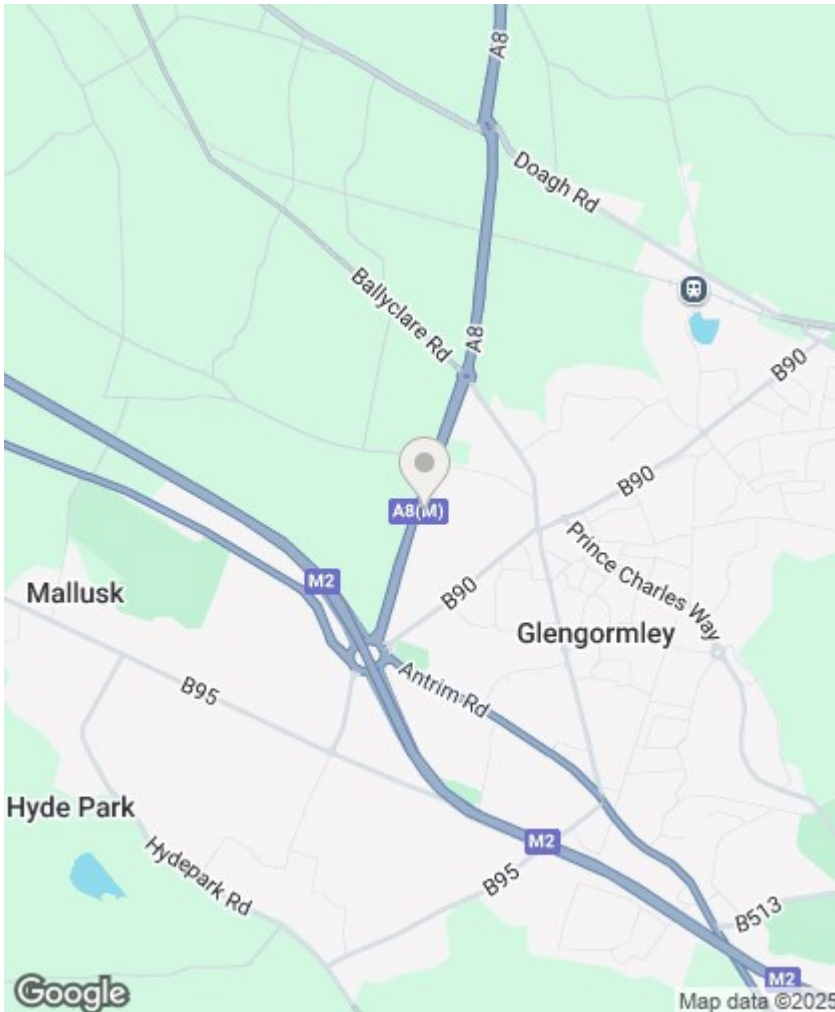 A8
Doagh Rd
Ballyclare Rd
A8
B90
B90
A8(M)
Prince Charles Way
M2
Mallusk
B90
Glengormley
Antrim Rd
B95
Hyde Park
M2
Hydepark Rd
B95
B513
M2
Google
Map data ©2025